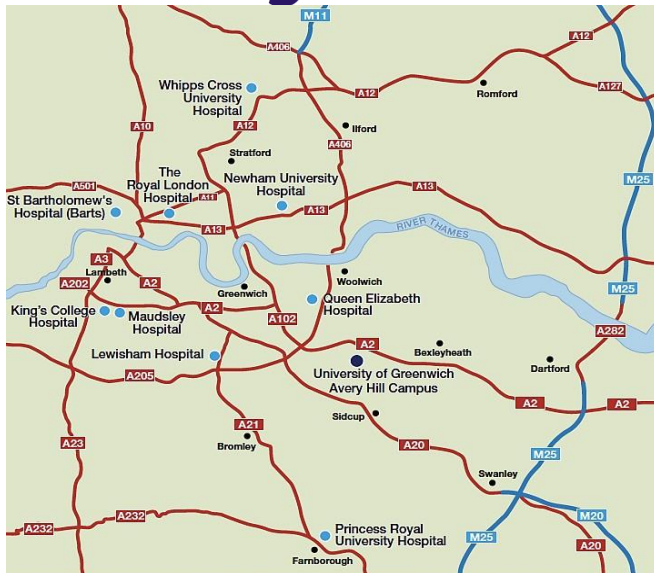 M11
A12
A406
Whipps Cross
University
Hospital
A12
A127
Romford
A10
A12
Ilford
A406
Stratford
M25
The
Royal London
Hospital
A11
Newham University
Hospital
A501
A13
St Bartholomew's
Hospital (Barts)
A13
A13
RIVER THAMES
A3
A202
Lambeth
A2
Greenwich
Woolwich
M25
King's College
Hospital
Maudsley
Hospital
A2
A102
Queen Elizabeth
Hospital
A282
Lewisham Hospital
A2
Bexleyheath
Dartford
A205
University of Greenwich
Avery Hill Campus
A2
A2
Sidcup
A21
A23
Bromley
A20
M25
Swanley
A232
A232
M20
Princess Royal
University Hospital
M25
A20
Farnborough